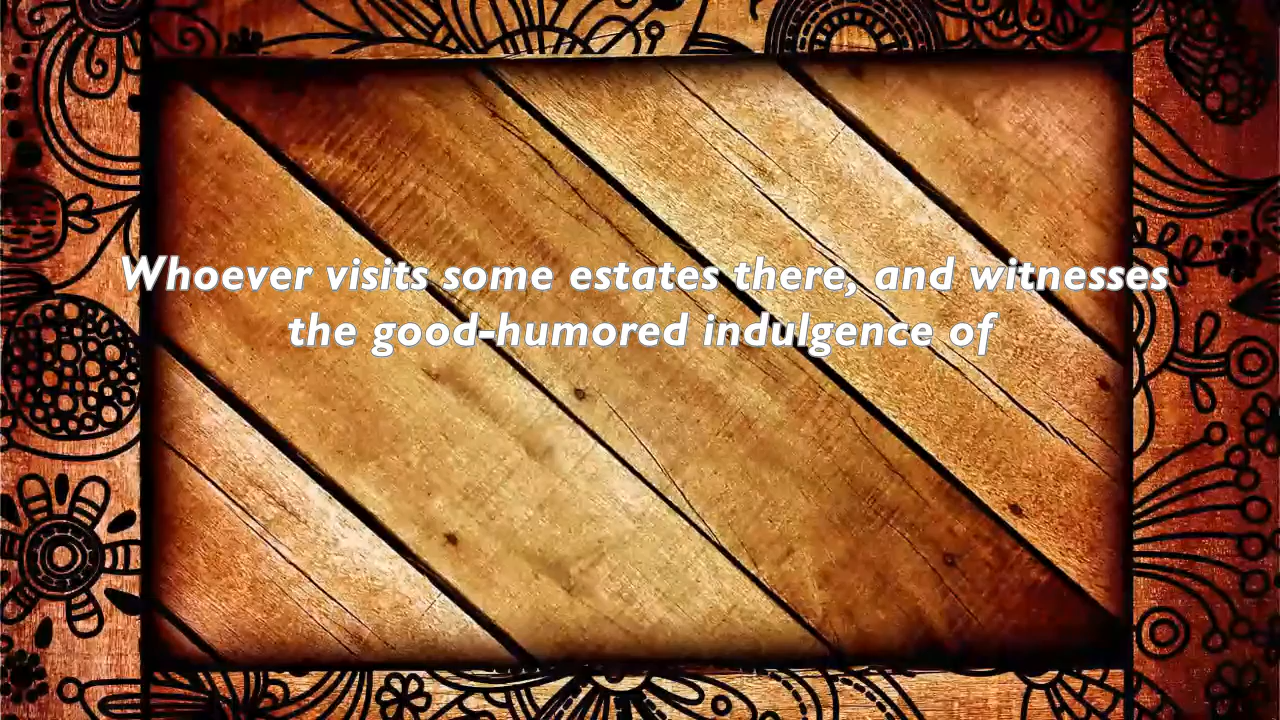 Whoever visits some estates there, and witnesses
the good-humored indulgence of